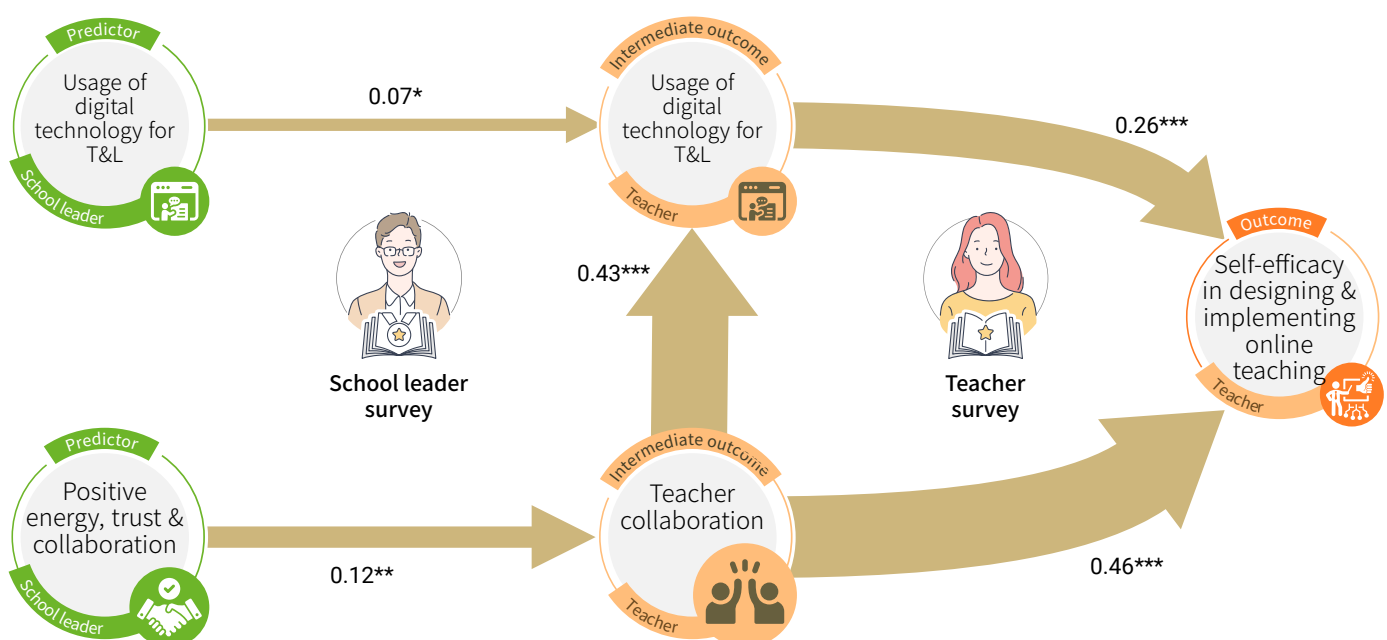 Predictor
Usage of
digital
technology for
T&L
School leader
0.07*
Intermediate outcome
Usage of
digital
technology for
T&L
Teacher
0.26***
0.43***
School leader
survey
Teacher
survey
Outcome
Self-efficacy
in designing &
implementing
online
teaching
Teacher
Predictor
Positive
energy, trust &
collaboration
School leader
0.12**
Intermediate outcome
Teacher
collaboration
Teacher
0.46***